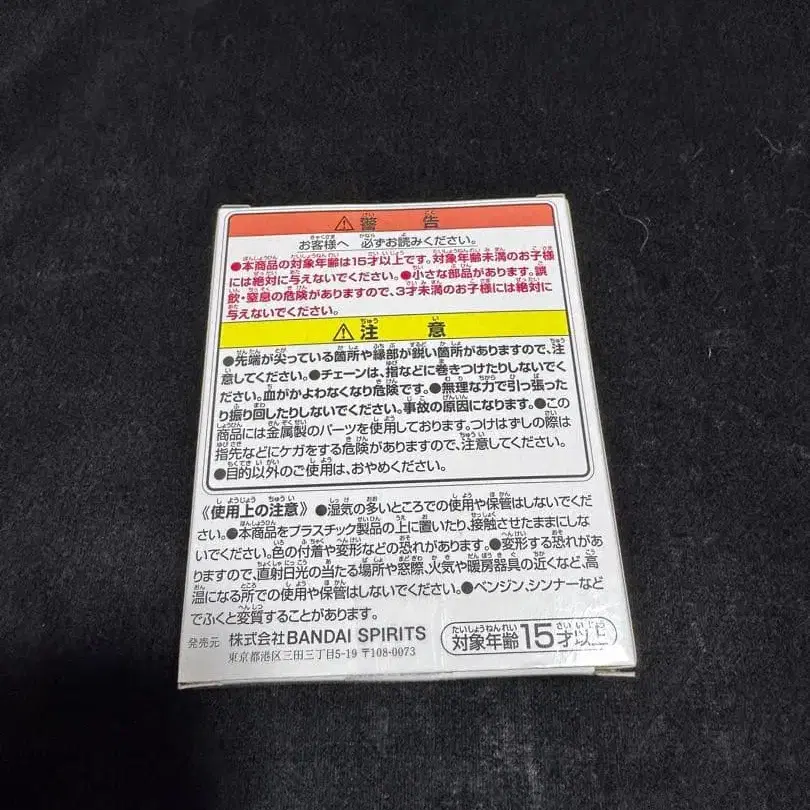 ⚠警告
お客様へ 必ずお読みください。
●本商品の対象年齢は15才以上です。対象年齢未満のお子様
には絶対に与えないでください。●小さな部品があります。誤
飲・窒息の危険がありますので、3才未満のお子様には絶対に
与えないでください。
⚠注意
●先端が尖っている箇所や縁部が鋭い箇所がありますので、注
意してください。●チェーンは、指などに巻きつけたりしないでく
ださい。血がかよわなくなり危険です。●無理な力で引っ張った
り振り回したりしないでください。事故の原因になります。●この
商品には金属製のパーツを使用しております。つけはずしの際は
指先などにケガをする危険がありますので、注意してください。
●目的以外のご使用は、おやめください。
《使用上の注意》●湿気の多いところでの使用や保管はしないでくだ
さい。●本商品をプラスチック製品の上に置いたり、接触させたままにしな
いでください。色の付着や変形などの恐れがあります。●変形する恐れがあ
りますので、直射日光の当たる場所や窓際、火気や暖房器具の近くなど、高
温になる所での使用や保管はしないでください。●ベンジン、シンナーなど
でふくと変質することがあります。
発売元 株式会社BANDAI SPIRITS
東京都港区三田三丁目5-19 〒108-0073
対象年齢15才以上